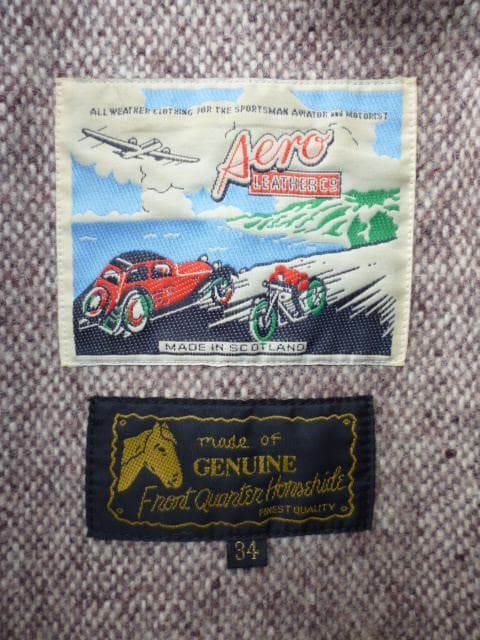 ALL WEATHER CLOTHING FOR THE SPORTSMAN AVIATOR AND MOTORIST
Aero
LEATHER CO
MADE IN SCOTLAND
made of
GENUINE
Front Quarter Horsehide
FINEST QUALITY
34